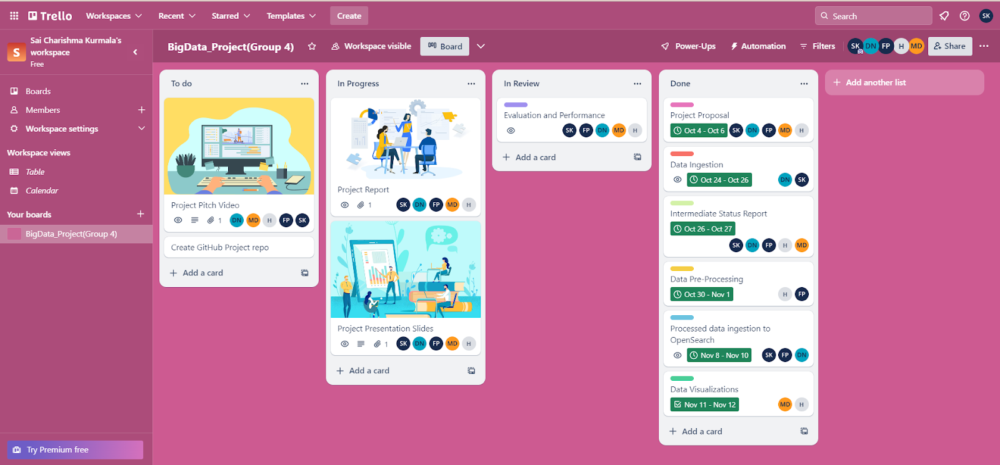 Trello
Workspaces
Recent
Starred
Templates
Create
Search
SK
S
Sai Charishma Kurmala's
workspace
Free
BigData_Project(Group 4)
Workspace visible
Board
Power-Ups
Automation
Filters
SK DN FP H MD
Share
Boards
Members
Workspace settings
Workspace views
Table
Calendar
Your boards
BigData_Project(Group 4)
Try Premium free
To do
Project Pitch Video
1 DN MD H FP SK
Create GitHub Project repo
Add a card
In Progress
Project Report
1 SK DN FP MD H
Project Presentation Slides
1 SK DN FP MD H
Add a card
In Review
Evaluation and Performance
SK FP DN MD H
Add a card
Done
Project Proposal
Oct 4 - Oct 6 SK DN FP MD H
Data Ingestion
Oct 24 - Oct 26 DN SK
Intermediate Status Report
Oct 26 - Oct 27
SK DN FP H MD
Data Pre-Processing
Oct 30 - Nov 1 H FP
Processed data ingestion to
OpenSearch
Nov 8 - Nov 10 SK FP DN
Data Visualizations
Nov 11 - Nov 12 MD H
Add a card
Add another list